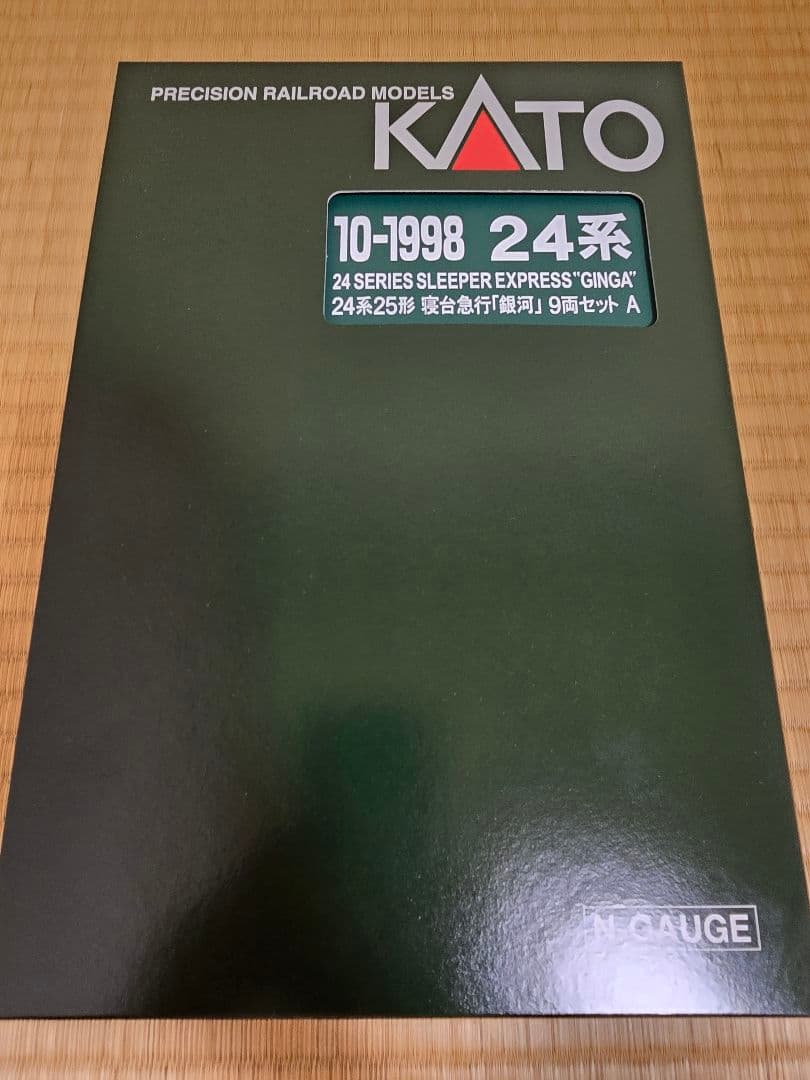 PRECISION RAILROAD MODELS
KATO
10-1998 24系
24 SERIES SLEEPER EXPRESS "GINGA"
24系25形 寝台急行「銀河」 9両セット A
N GAUGE